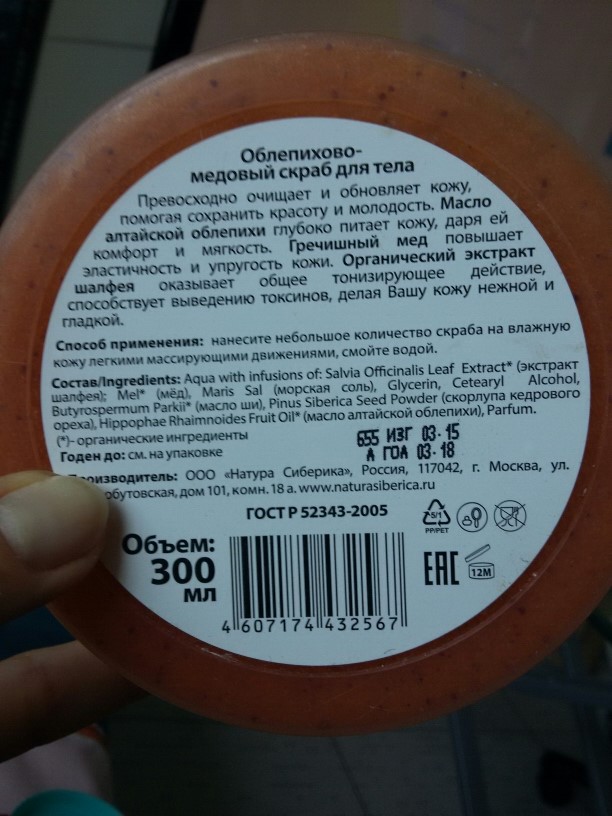 Облепихово-
медовый скраб для тела
Превосходно очищает и обновляет кожу,
помогая сохранить красоту и молодость. Масло
алтайской облепихи глубоко питает кожу, даря ей
комфорт и мягкость. Гречишный мед повышает
эластичность и упругость кожи. Органический экстракт
шалфея оказывает общее тонизирующее действие,
способствует выведению токсинов, делая Вашу кожу нежной и
гладкой.
Способ применения: нанесите небольшое количество скраба на влажную
кожу легкими массирующими движениями, смойте водой.
Состав/Ingredients: Aqua with infusions of: Salvia Officinalis Leaf Extract* (экстракт
шалфея); Mel* (мёд), Maris Sal (морская соль), Glycerin, Cetearyl Alcohol,
Butyrospermum Parkii* (масло ши), Pinus Siberica Seed Powder (скорлупа кедрового
ореха), Hippophae Rhaimnoides Fruit Oil* (масло алтайской облепихи), Parfum.
(*)- органические ингредиенты
655 ИЗГ 03.15
Годен до: см. на упаковке
А ГОД 03.18
Производитель: ООО «Натура Сиберика», Россия, 117042, г. Москва, ул.
дом 101, комн. 18 а. www.naturasiberica.ru
ГОСТ Р 52343-2005
5/1
PP/PET
Объем:
300
мл
EAC
12M
4 607174 432567